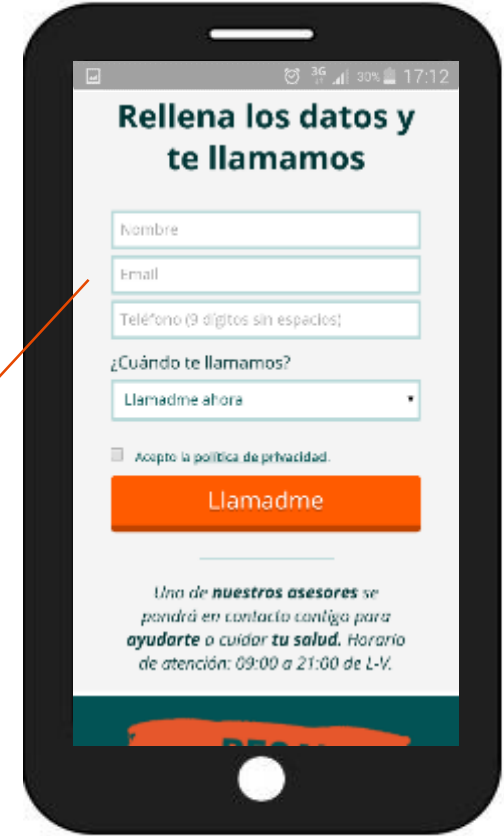 3G 30% 17:12
Rellena los datos y
te llamamos
Nombre
Email
Teléfono (9 dígitos sin espacios)
¿Cuándo te llamamos?
Llamadme ahora
Acepto la política de privacidad.
Llamadme
Uno de nuestros asesores se
pondrá en contacto contigo para
ayudarte a cuidar tu salud. Horario
de atención: 09:00 a 21:00 de L-V.